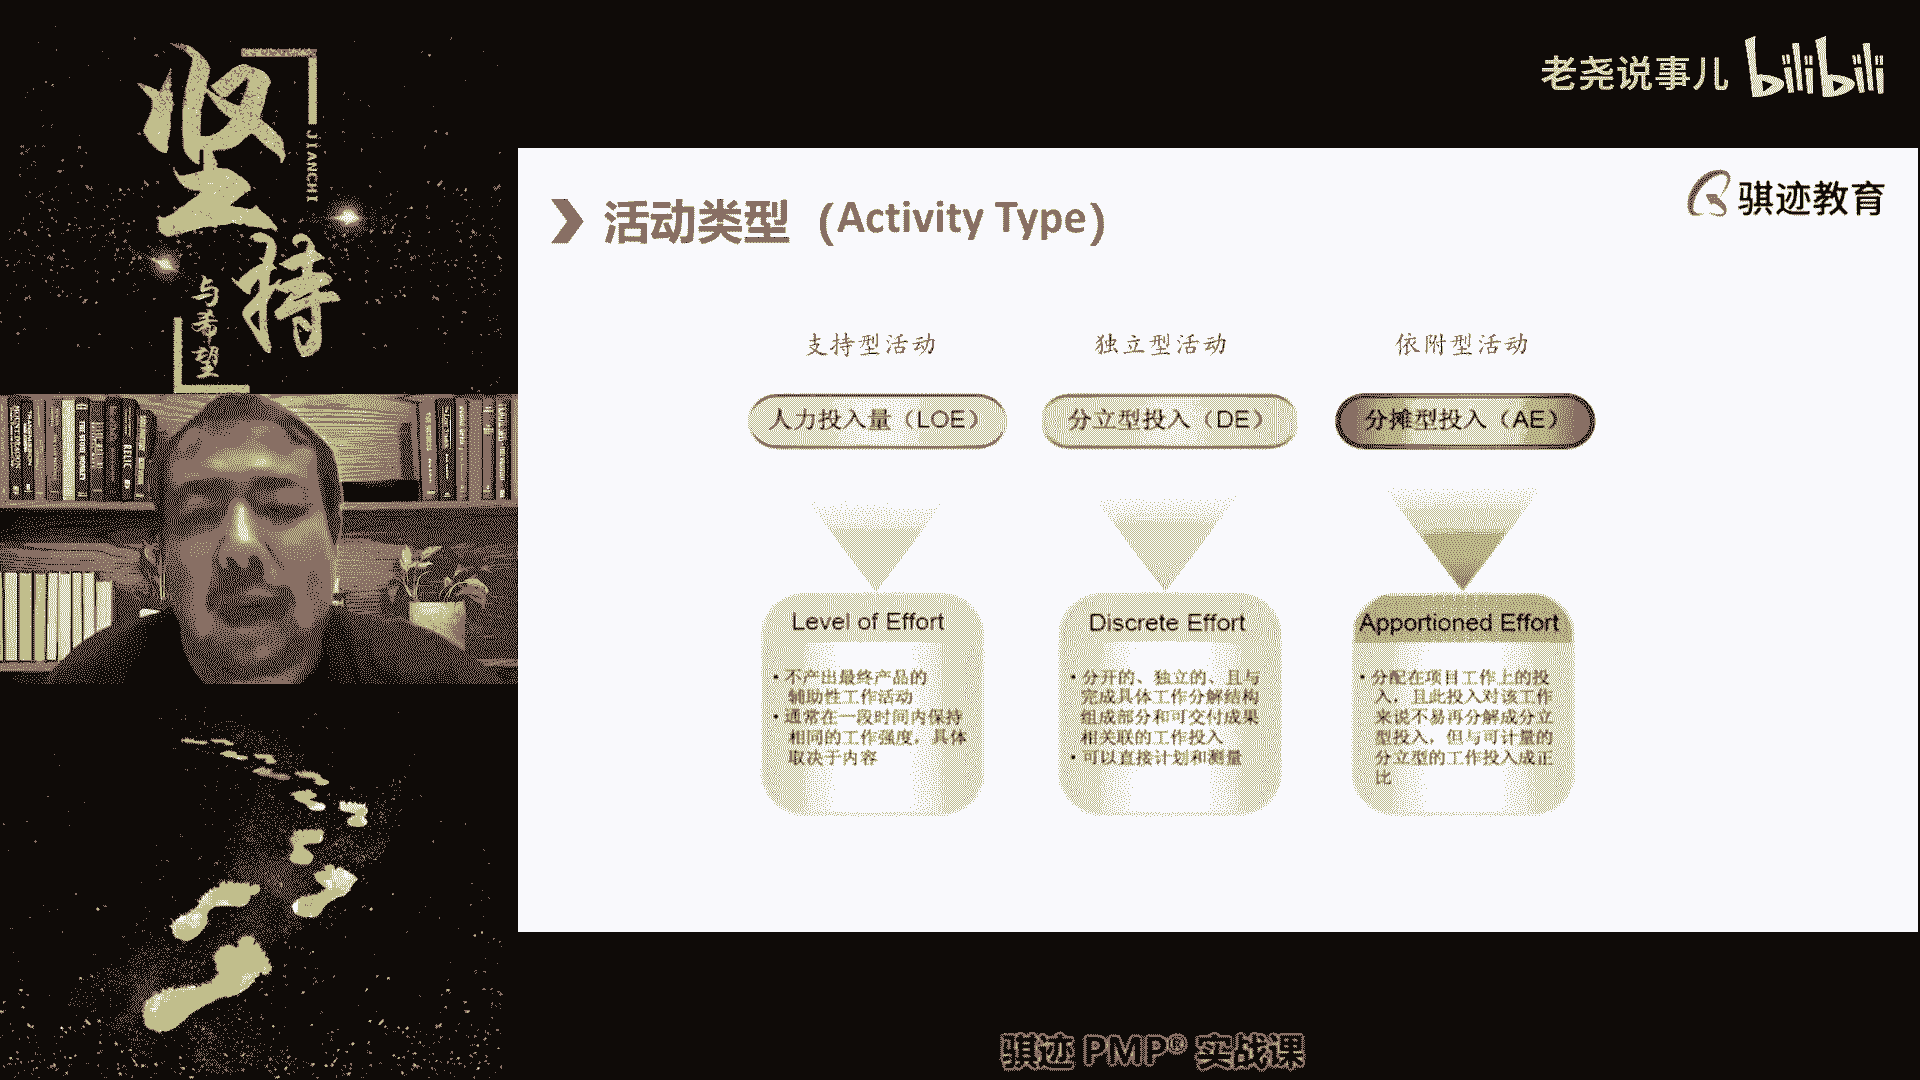 坚持
JIANCHI
与希望
老尧说事儿 bilibili
骐迹教育
活动类型（Activity Type）
支持型活动
人力投入量（LOE）
Level of Effort
• 不产出最终产品的
辅助性工作活动
• 通常在一段时间内保持
相同的工作强度，具体
取决于内容
独立型活动
分立型投入（DE）
Discrete Effort
• 分开的、独立的、且与
完成具体工作分解结构
组成部分和可交付成果
相关联的工作投入
• 可以直接计划和测量
依附型活动
分摊型投入（AE）
Apportioned Effort
• 分配在项目工作上的投
入，且此投入对该工作
来说不易再分解成分立
型投入，但与可计量的
分立型的工作投入成正
比
骐迹 PMP® 实战课